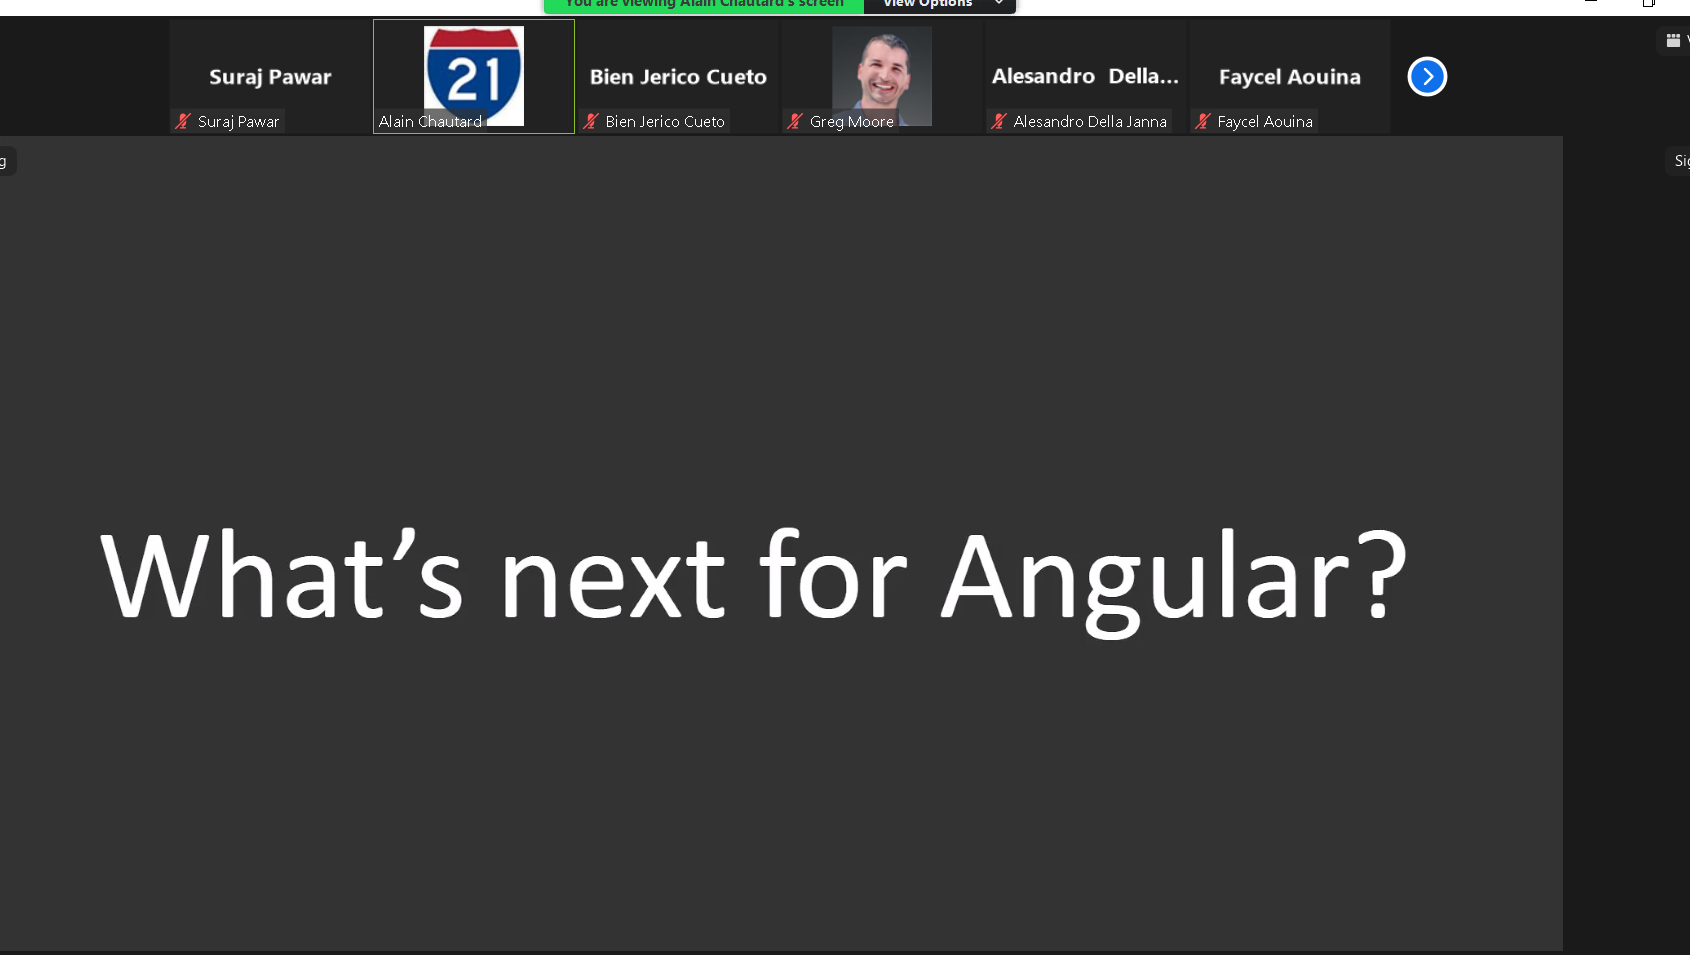 You are viewing Alain Chautard's screen View Options
Suraj Pawar
21
Bien Jerico Cueto
Alesandro Della...
Faycel Aouina
Suraj Pawar
Alain Chautard
Bien Jerico Cueto
Greg Moore
Alesandro Della Janna
Faycel Aouina
What’s next for Angular?